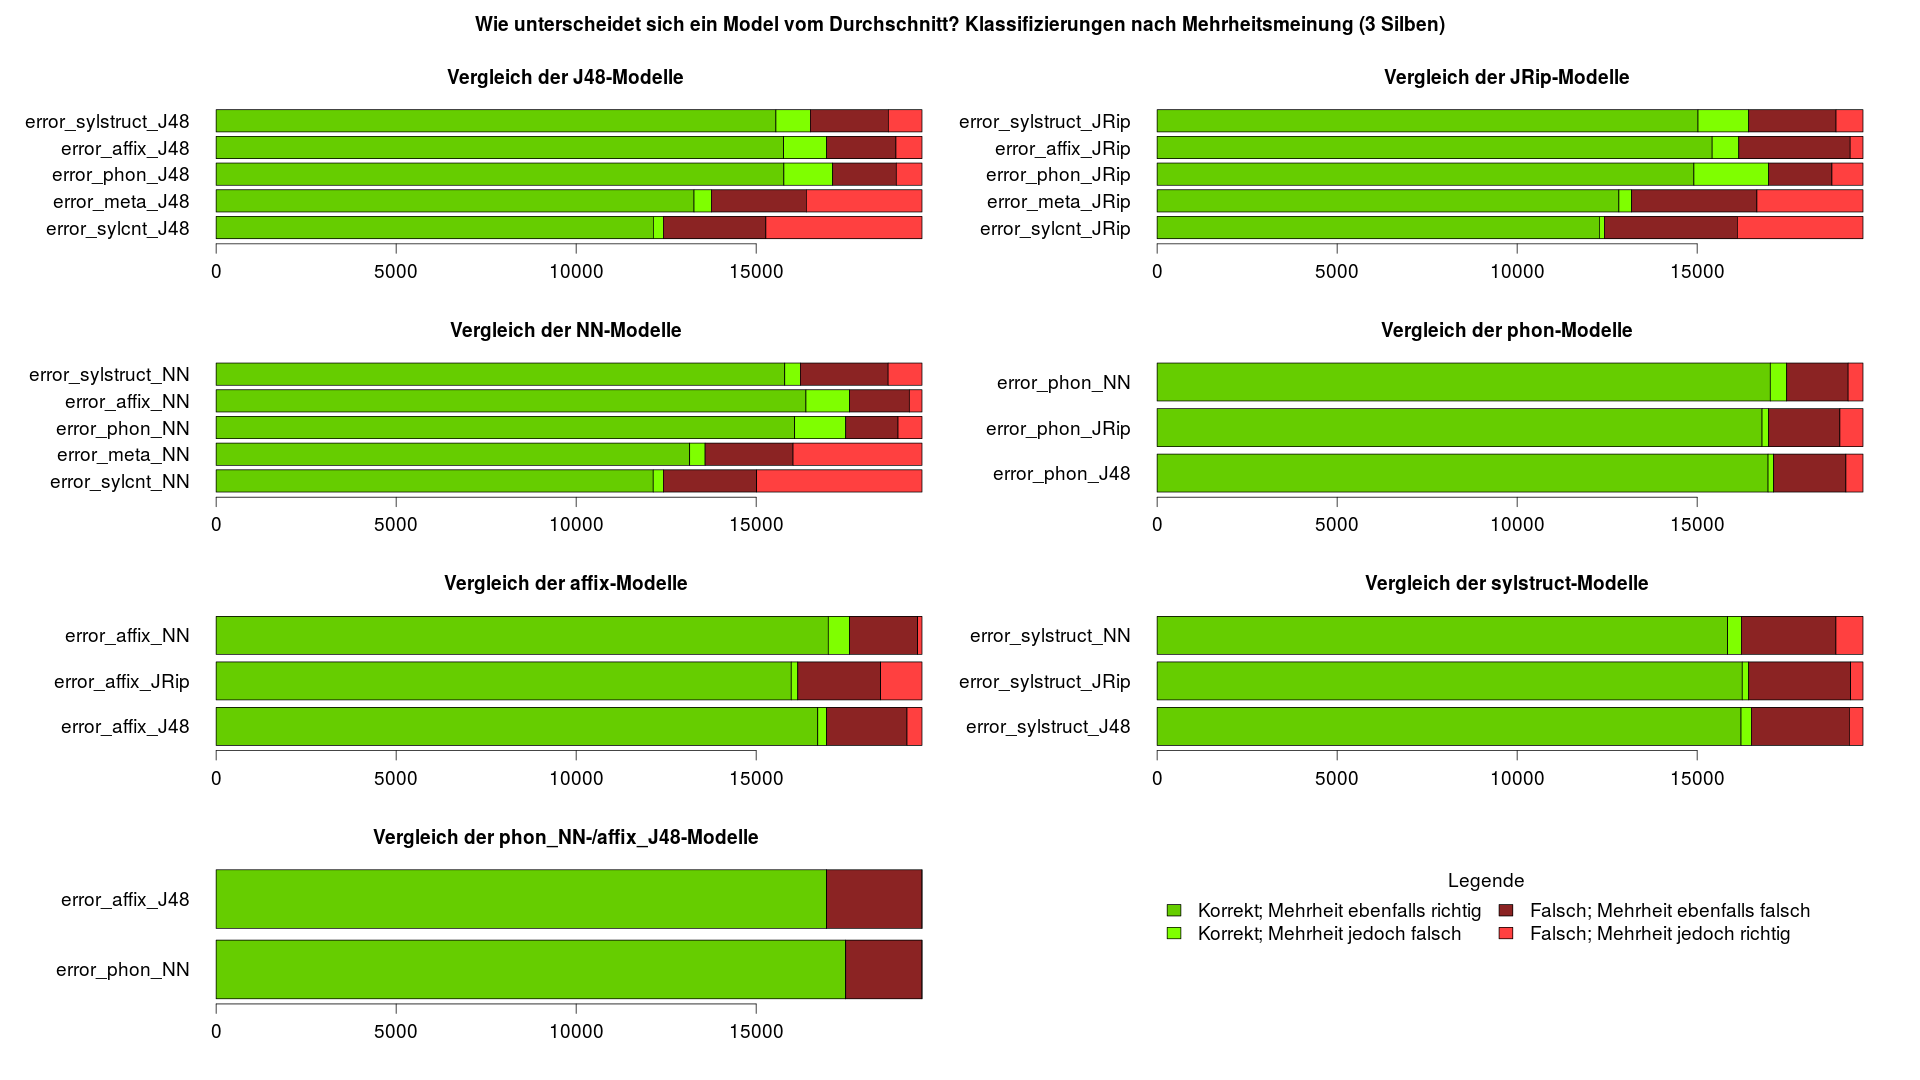 Wie unterscheidet sich ein Model vom Durchschnitt? Klassifizierungen nach Mehrheitsmeinung (3 Silben)
Vergleich der J48-Modelle
error_sylstruct_J48
error_affix_J48
error_phon_J48
error_meta_J48
error_sylcnt_J48
0 5000 10000 15000
Vergleich der JRip-Modelle
error_sylstruct_JRip
error_affix_JRip
error_phon_JRip
error_meta_JRip
error_sylcnt_JRip
0 5000 10000 15000
Vergleich der NN-Modelle
error_sylstruct_NN
error_affix_NN
error_phon_NN
error_meta_NN
error_sylcnt_NN
0 5000 10000 15000
Vergleich der phon-Modelle
error_phon_NN
error_phon_JRip
error_phon_J48
0 5000 10000 15000
Vergleich der affix-Modelle
error_affix_NN
error_affix_JRip
error_affix_J48
0 5000 10000 15000
Vergleich der sylstruct-Modelle
error_sylstruct_NN
error_sylstruct_JRip
error_sylstruct_J48
0 5000 10000 15000
Vergleich der phon_NN-/affix_J48-Modelle
error_affix_J48
error_phon_NN
0 5000 10000 15000
Legende
Korrekt; Mehrheit ebenfalls richtig Falsch; Mehrheit ebenfalls falsch
Korrekt; Mehrheit jedoch falsch Falsch; Mehrheit jedoch richtig